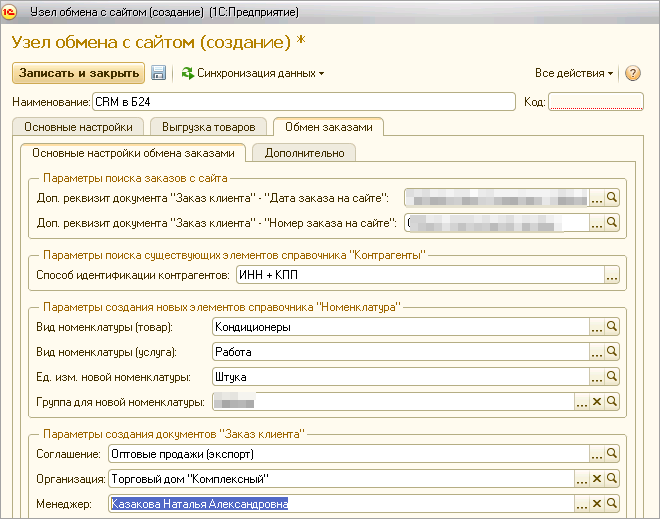 Узел обмена с сайтом (создание) (1С:Предприятие)
Узел обмена с сайтом (создание) *
Записать и закрыть Синхронизация данных Все действия ?
Наименование: CRM в Б24 Код:
Основные настройки Выгрузка товаров Обмен заказами
Основные настройки обмена заказами Дополнительно
Параметры поиска заказов с сайта
Доп. реквизит документа "Заказ клиента" - "Дата заказа на сайте": ...
Доп. реквизит документа "Заказ клиента" - "Номер заказа на сайте": ...
Параметры поиска существующих элементов справочника "Контрагенты"
Способ идентификации контрагентов: ИНН + КПП ...
Параметры создания новых элементов справочника "Номенклатура"
Вид номенклатуры (товар): Кондиционеры ...
Вид номенклатуры (услуга): Работа ...
Ед. изм. новой номенклатуры: Штука ...
Группа для новой номенклатуры: ...
Параметры создания документов "Заказ клиента"
Соглашение: Оптовые продажи (экспорт) ...
Организация: Торговый дом "Комплексный" ...
Менеджер: Казакова Наталья Александровна ...